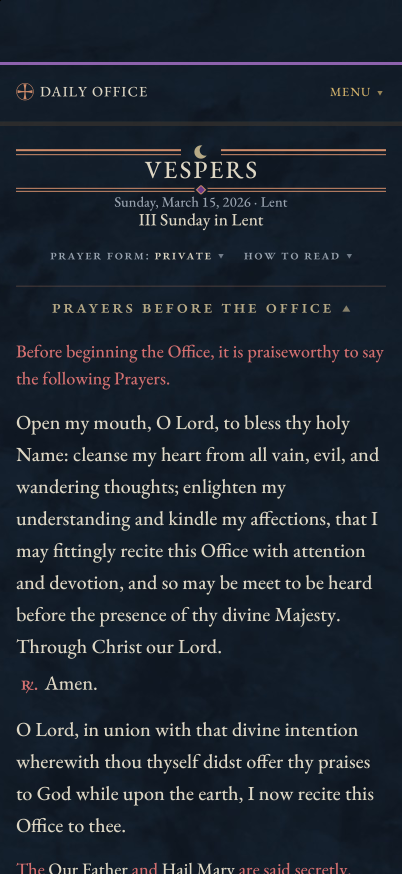 DAILY OFFICE
MENU ▼
VESPERS
Sunday, March 15, 2026 · Lent
III Sunday in Lent
PRAYER FORM: PRIVATE ▼ HOW TO READ ▼
PRAYERS BEFORE THE OFFICE ▲
Before beginning the Office, it is praiseworthy to say
the following Prayers.
Open my mouth, O Lord, to bless thy holy
Name: cleanse my heart from all vain, evil, and
wandering thoughts; enlighten my
understanding and kindle my affections, that I
may fittingly recite this Office with attention
and devotion, and so may be meet to be heard
before the presence of thy divine Majesty.
Through Christ our Lord.
℟. Amen.
O Lord, in union with that divine intention
wherewith thou thyself didst offer thy praises
to God while upon the earth, I now recite this
Office to thee.
The Our Father and Hail Mary are said secretly.